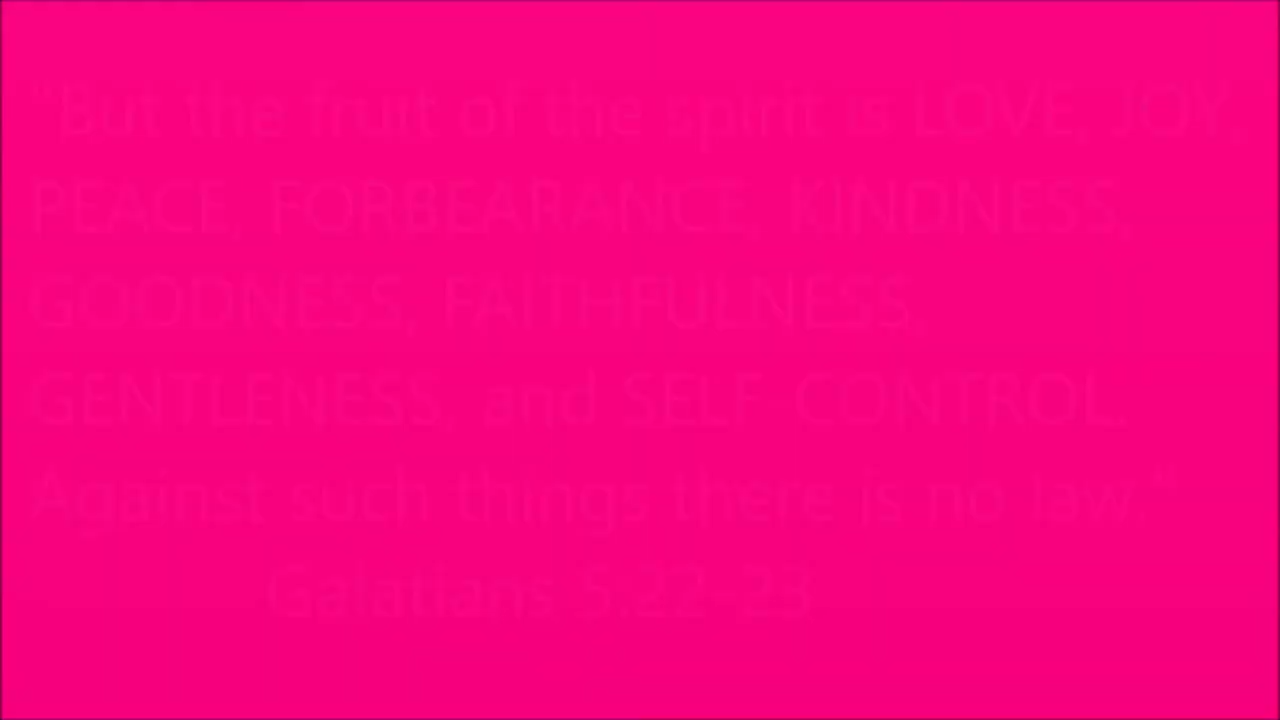 "But the fruit of the spirit is LOVE, JOY,
PEACE, FORBEARANCE, KINDNESS,
GOODNESS, FAITHFULNESS,
GENTLENESS, and SELF-CONTROL.
Against such things there is no law."
Galatians 5:22-23